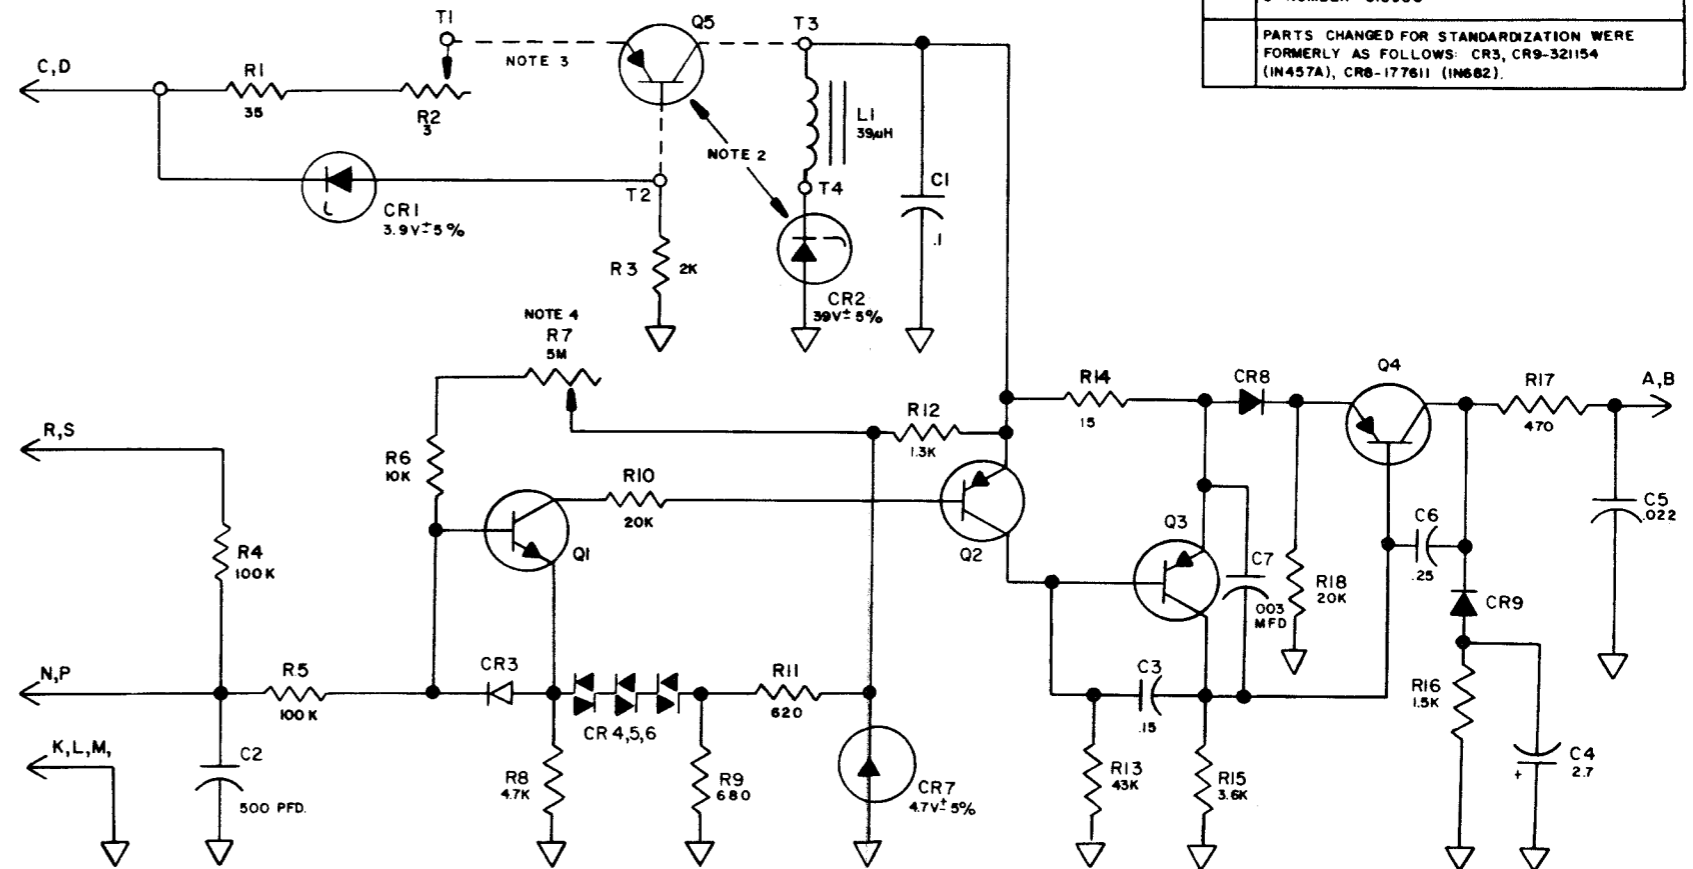 PARTS CHANGED FOR STANDARDIZATION WERE
FORMERLY AS FOLLOWS: CR3, CR9-321154
(IN457A), CR8-177611 (IN682).
T1
Q5
T3
C,D
R1
35
R2
3
NOTE 3
L1
39µH
NOTE 2
T4
C1
.1
T2
CR1
3.9V±5%
R3
2K
CR2
39V±5%
NOTE 4
R7
5M
R14
15
CR8
Q4
R17
470
A,B
R12
1.3K
R,S
R6
10K
R10
20K
Q1
Q2
Q3
C7
.003
MFD
R18
20K
C6
.25
C5
.022
R4
100K
CR9
N,P
R5
100K
CR3
CR 4,5,6
R11
620
C3
.15
R16
1.5K
K,L,M,
C2
500 PFD.
R8
4.7K
R9
680
CR7
4.7V±5%
R13
43K
R15
3.6K
C4
2.7
+